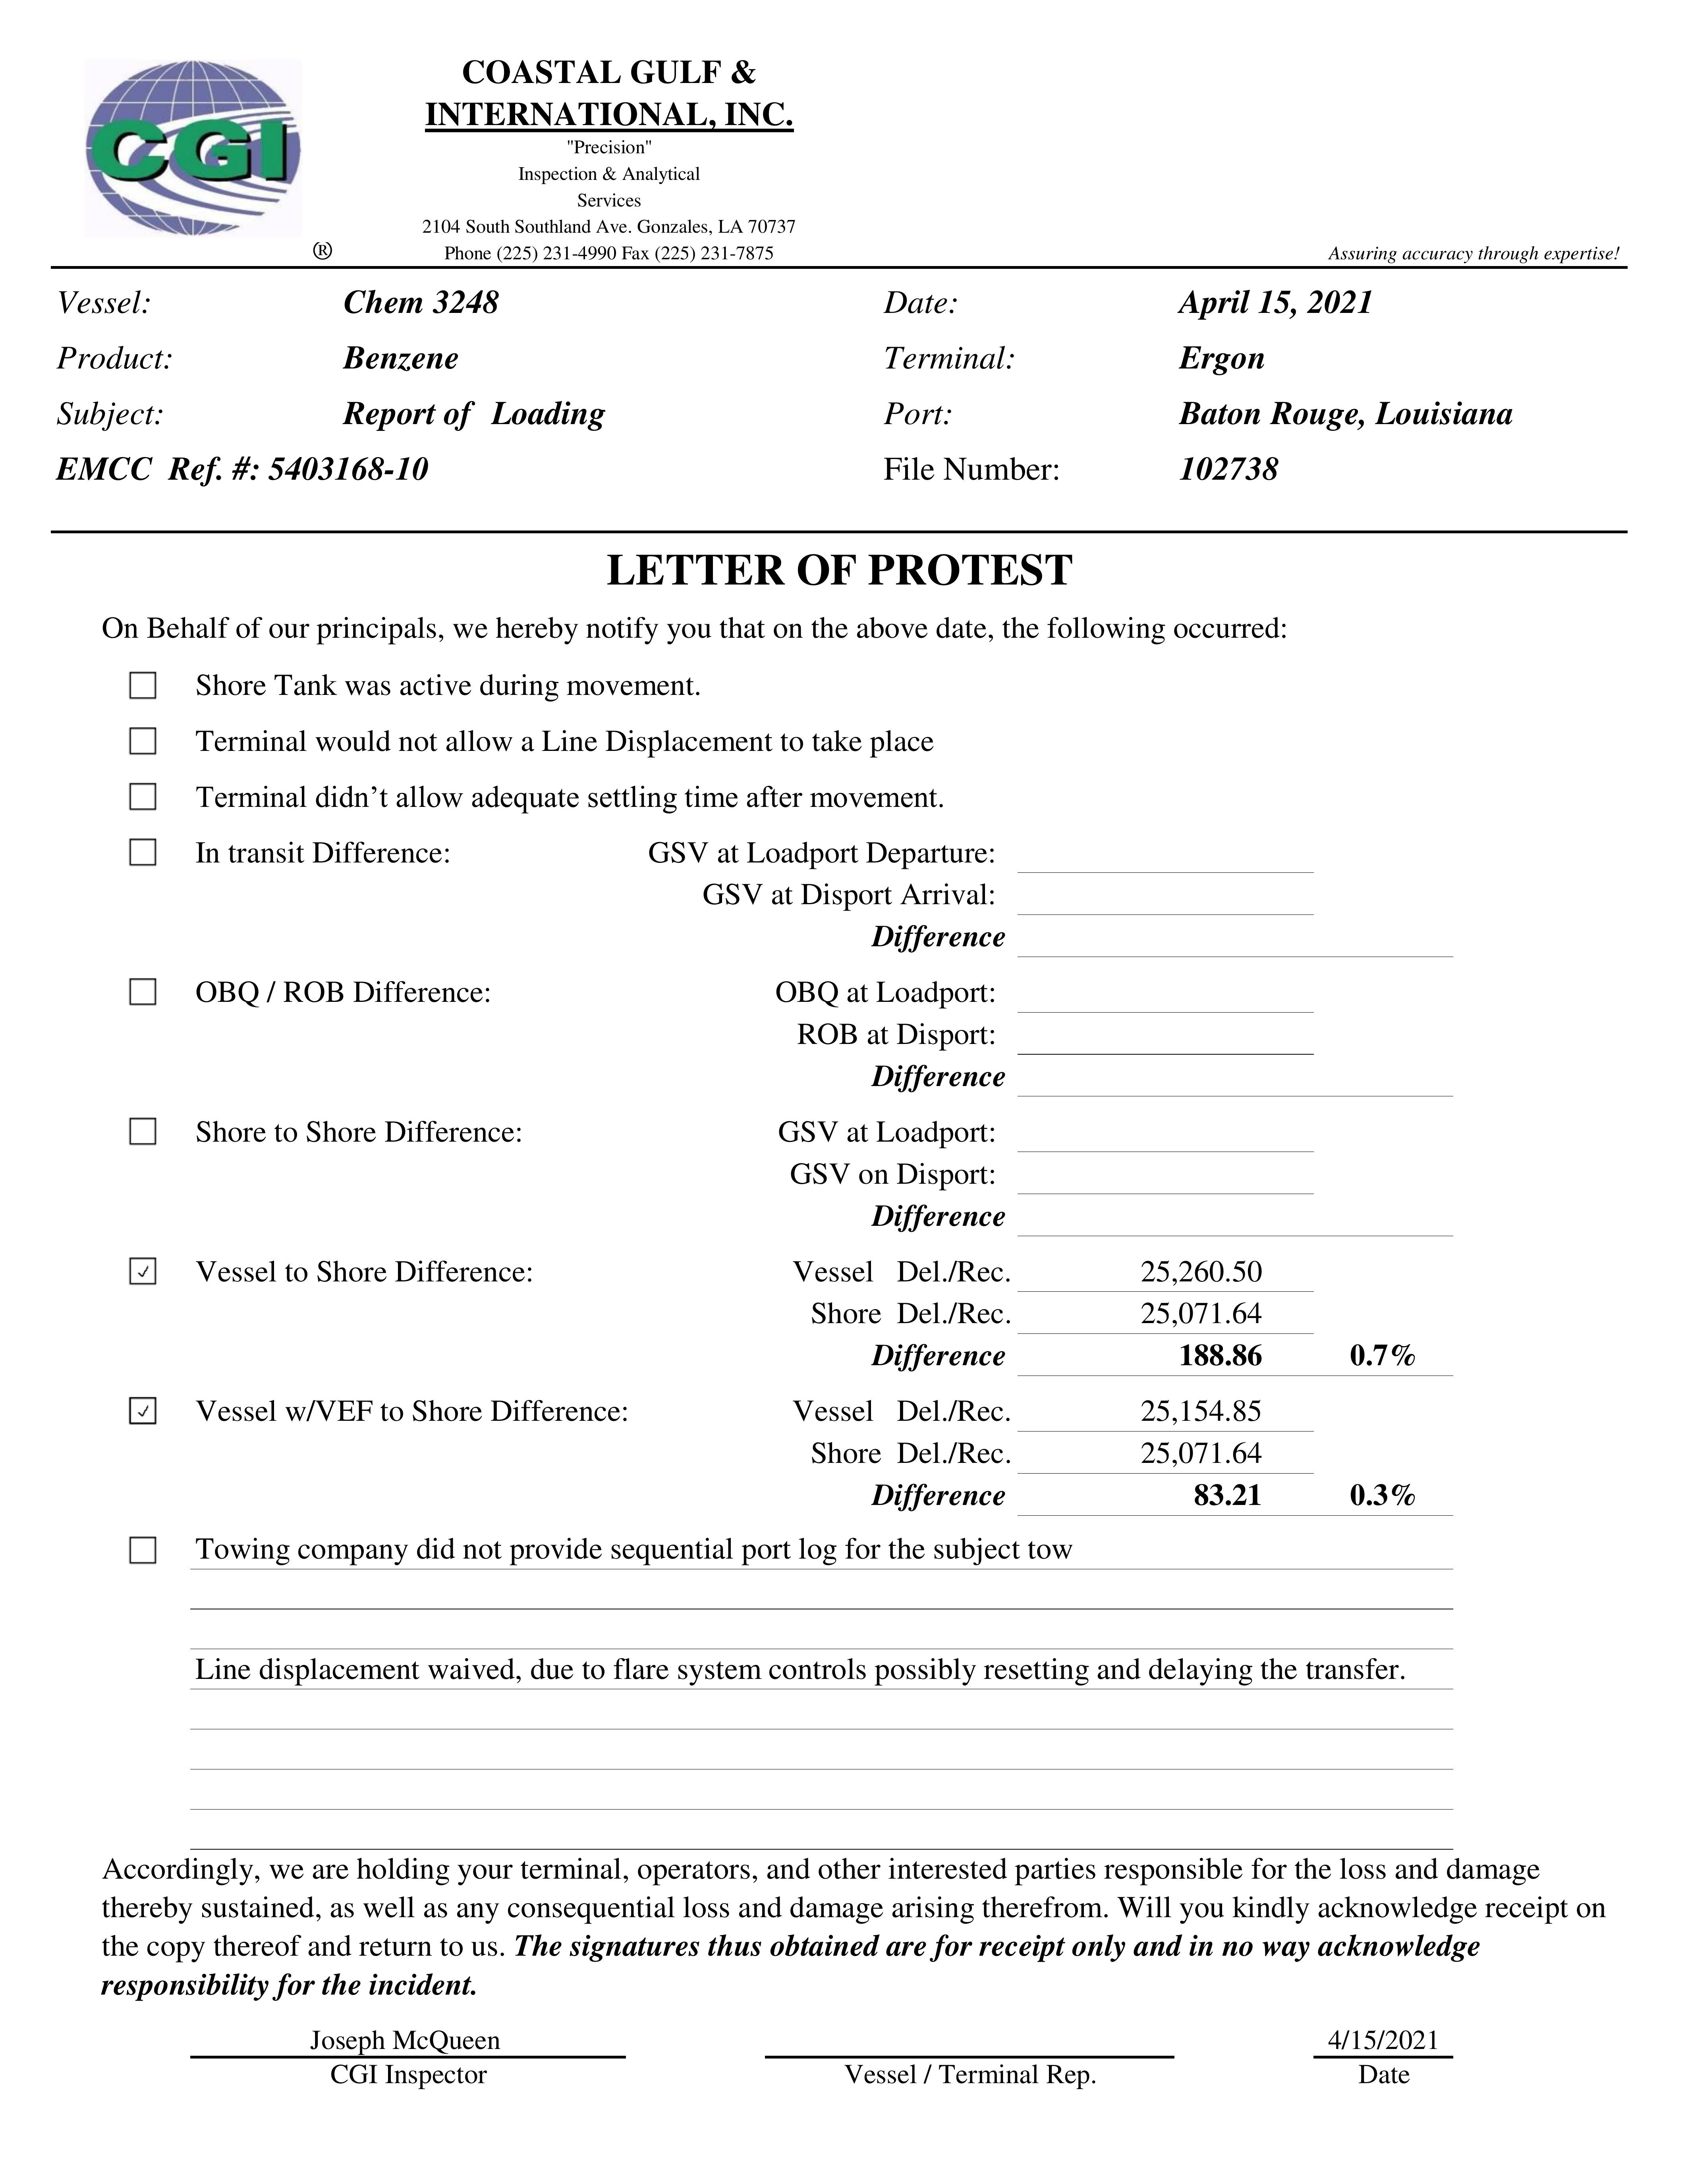 COASTAL GULF &
INTERNATIONAL, INC.
"Precision"
Inspection & Analytical
Services
2104 South Southland Ave. Gonzales, LA 70737
Phone (225) 231-4990 Fax (225) 231-7875
CGI
®
Assuring accuracy through expertise!
Vessel: Chem 3248 Date: April 15, 2021
Product: Benzene Terminal: Ergon
Subject: Report of Loading Port: Baton Rouge, Louisiana
EMCC Ref. #: 5403168-10 File Number: 102738
LETTER OF PROTEST
On Behalf of our principals, we hereby notify you that on the above date, the following occurred:
Shore Tank was active during movement.
Terminal would not allow a Line Displacement to take place
Terminal didn’t allow adequate settling time after movement.
In transit Difference: GSV at Loadport Departure:
GSV at Disport Arrival:
Difference
OBQ / ROB Difference: OBQ at Loadport:
ROB at Disport:
Difference
Shore to Shore Difference: GSV at Loadport:
GSV on Disport:
Difference
✓ Vessel to Shore Difference: Vessel Del./Rec. 25,260.50
Shore Del./Rec. 25,071.64
Difference 188.86 0.7%
✓ Vessel w/VEF to Shore Difference: Vessel Del./Rec. 25,154.85
Shore Del./Rec. 25,071.64
Difference 83.21 0.3%
Towing company did not provide sequential port log for the subject tow
Line displacement waived, due to flare system controls possibly resetting and delaying the transfer.
Accordingly, we are holding your terminal, operators, and other interested parties responsible for the loss and damage
thereby sustained, as well as any consequential loss and damage arising therefrom. Will you kindly acknowledge receipt on
the copy thereof and return to us. The signatures thus obtained are for receipt only and in no way acknowledge
responsibility for the incident.
Joseph McQueen 4/15/2021
CGI Inspector Vessel / Terminal Rep. Date